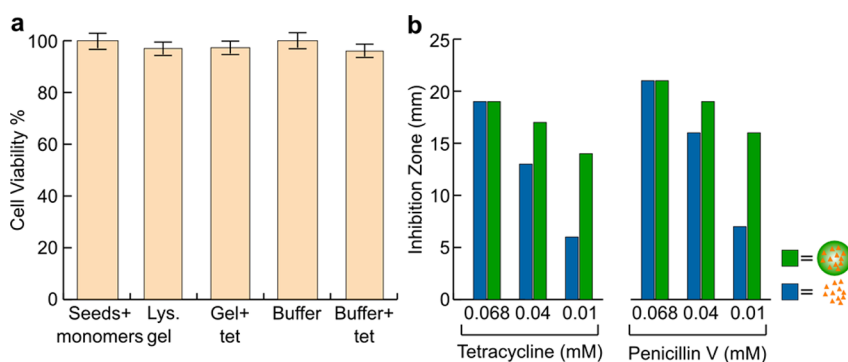 a
Cell Viability %
100
80
60
40
20
0
Seeds+
monomers
Lys.
gel
Gel+
tet
Buffer
Buffer+
tet
b
Inhibition Zone (mm)
25
20
15
10
5
0
0.068 0.04 0.01
0.068 0.04 0.01
Tetracycline (mM)
Penicillin V (mM)
=
=